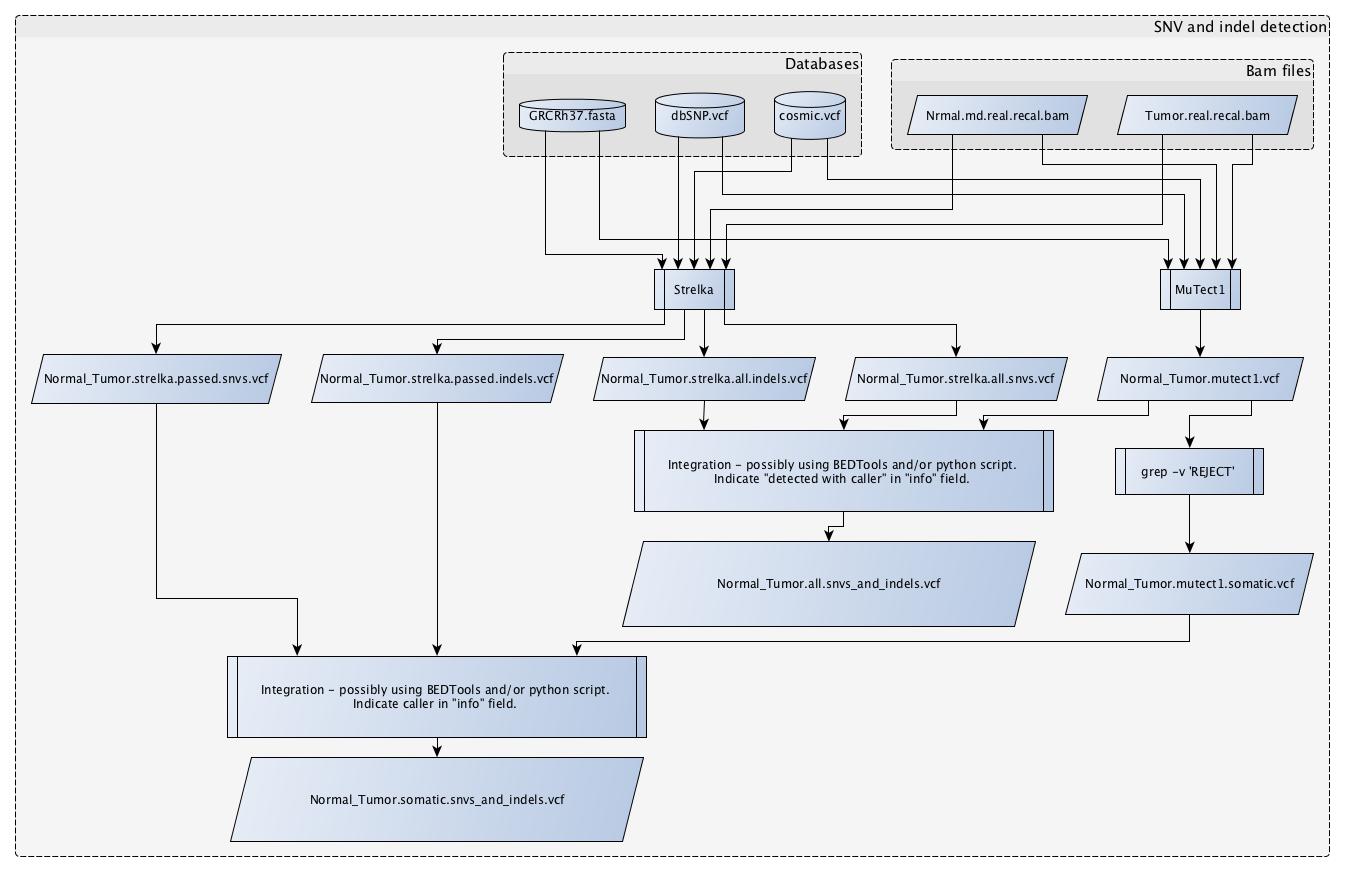 SNV and indel detection
Databases
Bam files
GRCRh37.fasta
dbSNP.vcf
cosmic.vcf
Nrmal.md.real.recal.bam
Tumor.real.recal.bam
Strelka
MuTect1
Normal_Tumor.strelka.passed.snvs.vcf
Normal_Tumor.strelka.passed.indels.vcf
Normal_Tumor.strelka.all.indels.vcf
Normal_Tumor.strelka.all.snvs.vcf
Normal_Tumor.mutect1.vcf
Integration - possibly using BEDTools and/or python script.
Indicate "detected with caller" in "info" field.
grep -v 'REJECT'
Normal_Tumor.all.snvs_and_indels.vcf
Normal_Tumor.mutect1.somatic.vcf
Integration - possibly using BEDTools and/or python script.
Indicate caller in "info" field.
Normal_Tumor.somatic.snvs_and_indels.vcf